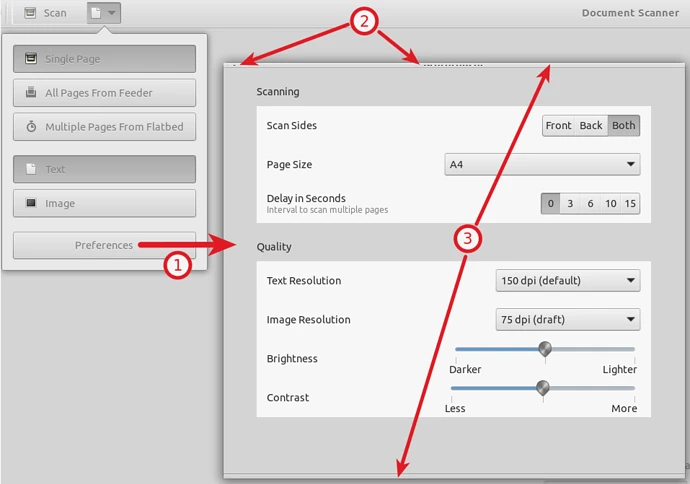 Scan
Document Scanner
2
Single Page
All Pages From Feeder
Multiple Pages From Flatbed
Text
Image
Preferences
1
Scanning
Scan Sides
Front Back Both
Page Size
A4
Delay in Seconds
Interval to scan multiple pages
0 3 6 10 15
3
Quality
Text Resolution
150 dpi (default)
Image Resolution
75 dpi (draft)
Brightness
Darker Lighter
Contrast
Less More